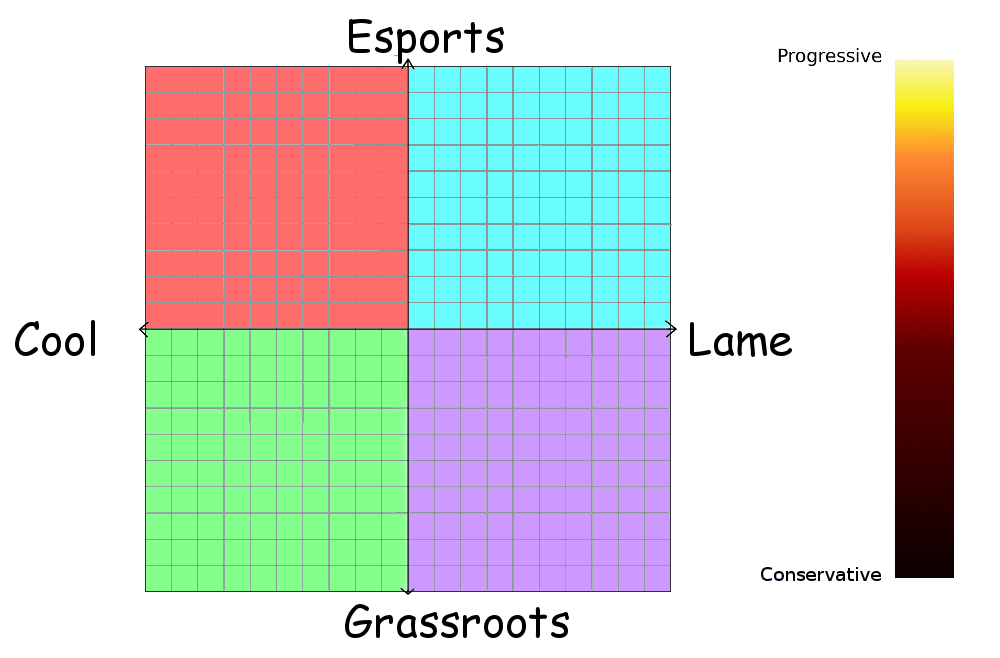 Esports
Progressive
Cool
Lame
Conservative
Grassroots